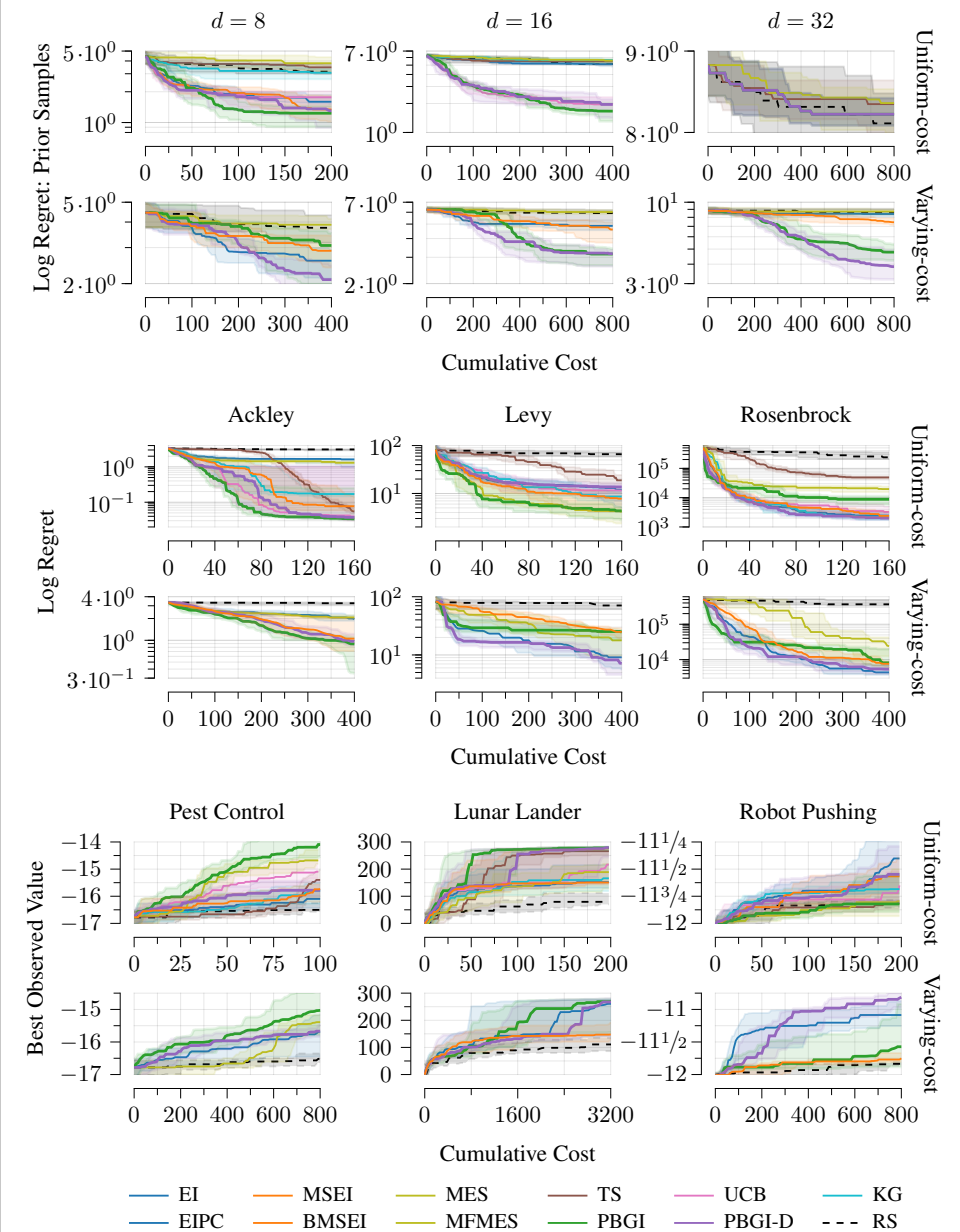 d = 8 d = 16 d = 32
Log Regret: Prior Samples
5·10⁰ 7·10⁰ 9·10⁰
10⁰ 10⁰ 8·10⁰
Uniform-cost
0 50 100 150 200 0 200 400 600 800 0 200 400 600 800
5·10⁰ 7·10⁰ 10¹
2·10⁰ 2·10⁰ 3·10⁰
Varying-cost
0 100 200 300 400 0 200 400 600 800 0 200 400 600 800
Cumulative Cost
Ackley Levy Rosenbrock
Log Regret
10⁰ 10² 10⁵
10⁻¹ 10¹ 10⁴
10³
Uniform-cost
0 40 80 120 160 0 40 80 120 160 0 40 80 120 160
4·10⁰ 10² 10⁵
10⁰ 10¹ 10⁴
3·10⁻¹
Varying-cost
0 100 200 300 400 0 100 200 300 400 0 100 200 300 400
Cumulative Cost
Pest Control Lunar Lander Robot Pushing
Best Observed Value
−14 300 −11 1/4
−15 200 −11 1/2
−16 100 −11 3/4
−17 0 −12
Uniform-cost
0 25 50 75 100 0 50 100 150 200 0 50 100 150 200
−15 300 −11
−16 200 −11 1/2
−17 100 −12
0
Varying-cost
0 200 400 600 800 0 1600 3200 0 200 400 600 800
Cumulative Cost
EI MSEI MES TS UCB KG
EIPC BMSEI MFMES PBGI PBGI-D RS